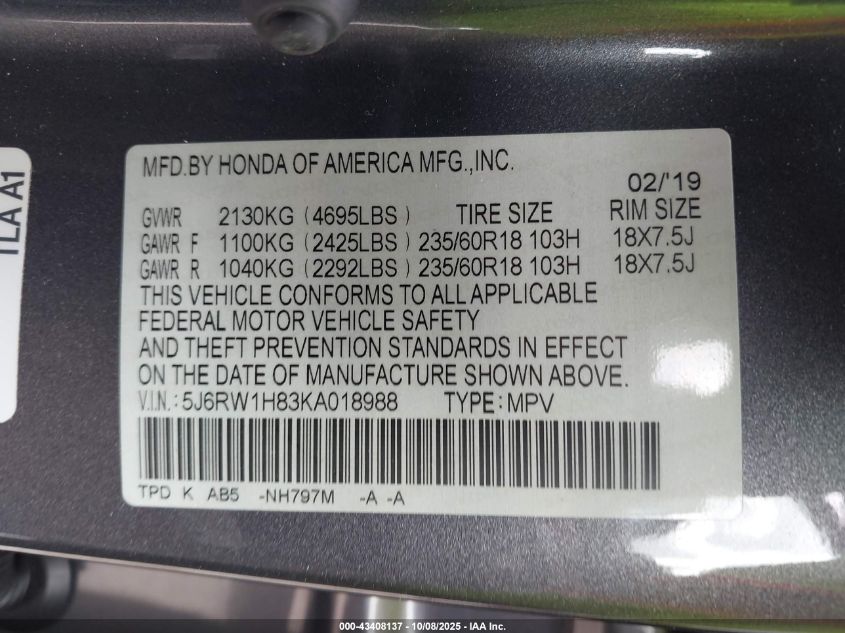 TLA A1
MFD.BY HONDA OF AMERICA MFG.,INC.
02/'19
GVWR 2130KG (4695LBS) TIRE SIZE RIM SIZE
GAWR F 1100KG (2425LBS) 235/60R18 103H 18X7.5J
GAWR R 1040KG (2292LBS) 235/60R18 103H 18X7.5J
THIS VEHICLE CONFORMS TO ALL APPLICABLE
FEDERAL MOTOR VEHICLE SAFETY
AND THEFT PREVENTION STANDARDS IN EFFECT
ON THE DATE OF MANUFACTURE SHOWN ABOVE.
V.I.N.: 5J6RW1H83KA018988 TYPE: MPV
TPD K AB5 -NH797M -A -A
000-43408137 - 10/08/2025 - IAA Inc.